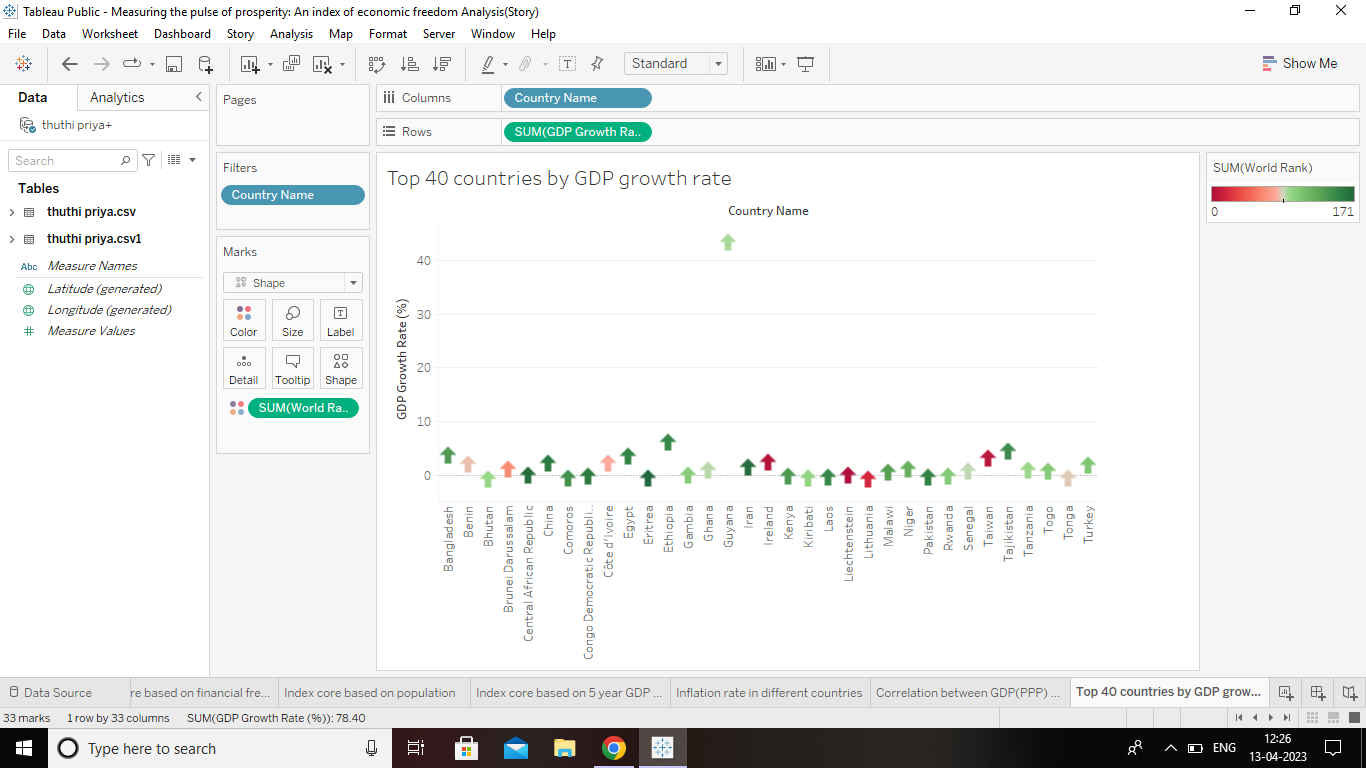 Tableau Public - Measuring the pulse of prosperity: An index of economic freedom Analysis(Story)
File Data Worksheet Dashboard Story Analysis Map Format Server Window Help
Standard
Show Me
Data Analytics
thuthi priya+
Search
Tables
thuthi priya.csv
thuthi priya.csv1
Abc Measure Names
Latitude (generated)
Longitude (generated)
Measure Values
Pages
Filters
Country Name
Marks
Shape
Color Size Label
Detail Tooltip Shape
SUM(World Ra..
Columns Country Name
Rows SUM(GDP Growth Ra..
Top 40 countries by GDP growth rate
Country Name
GDP Growth Rate (%)
40
30
20
10
0
Bangladesh
Benin
Bhutan
Brunei Darussalam
Central African Republic
China
Comoros
Congo Democratic Republi..
Côte d'Ivoire
Egypt
Eritrea
Ethiopia
Gambia
Ghana
Guyana
Iran
Ireland
Kenya
Kiribati
Laos
Liechtenstein
Lithuania
Malawi
Niger
Pakistan
Rwanda
Senegal
Taiwan
Tajikistan
Tanzania
Togo
Tonga
Turkey
SUM(World Rank)
0 171
Data Source re based on financial fre... Index core based on population Index core based on 5 year GDP ... Inflation rate in different countries Correlation between GDP(PPP) ... Top 40 countries by GDP grow...
33 marks 1 row by 33 columns SUM(GDP Growth Rate (%)): 78.40
Type here to search
ENG
12:26
13-04-2023